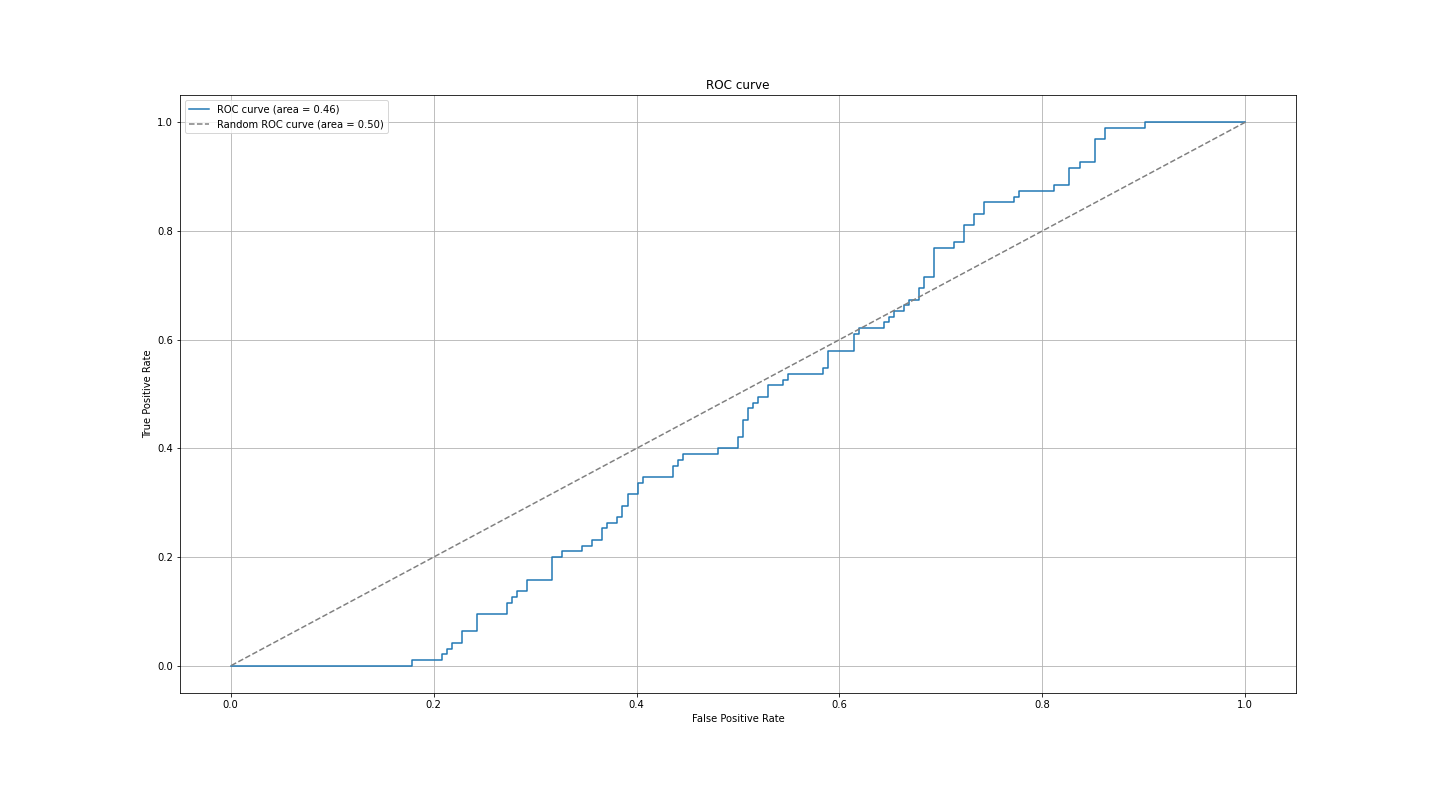 ROC curve
ROC curve (area = 0.46)
Random ROC curve (area = 0.50)
1.0
0.8
0.6
0.4
0.2
0.0
True Positive Rate
0.0 0.2 0.4 0.6 0.8 1.0
False Positive Rate